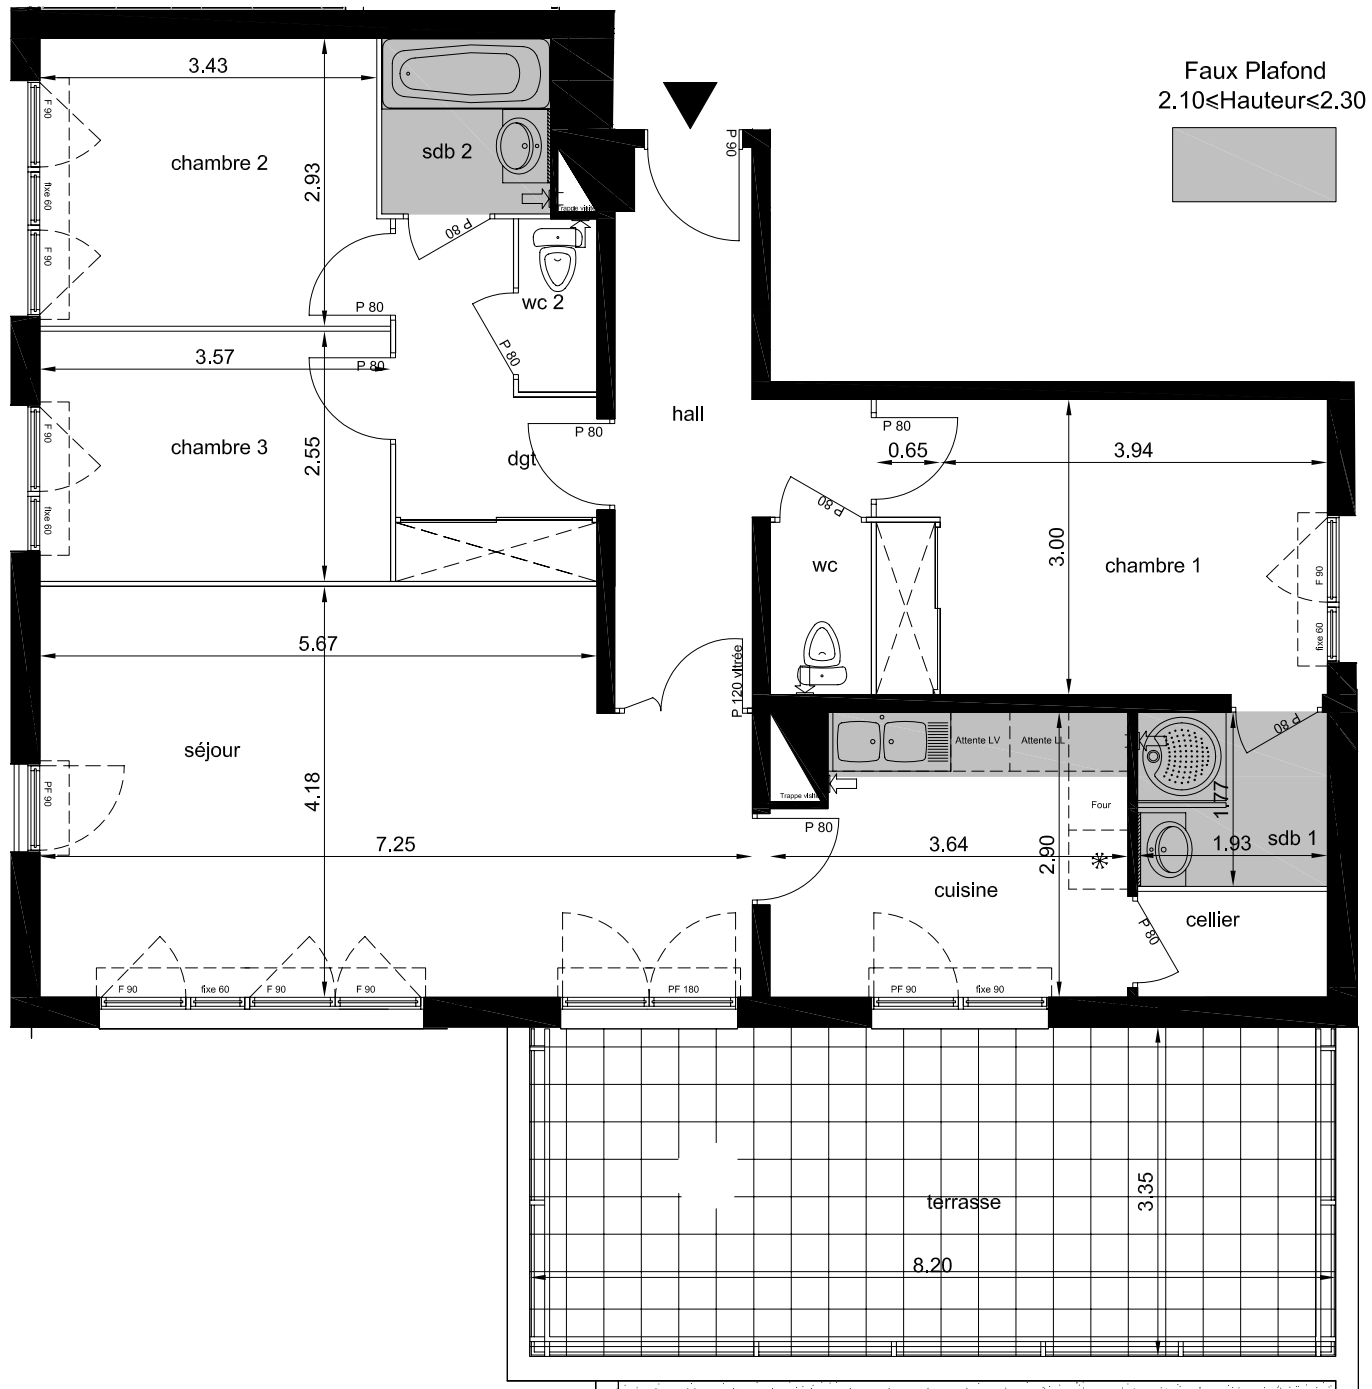 Faux Plafond
2.10≤Hauteur≤2.30
3.43
F 90
chambre 2
2.93
fixe 60
F 90
sdb 2
Trappe visite
P 90
P 80
P 80
wc 2
P 80
3.57
P 80
F 90
chambre 3
2.55
fixe 60
dgt
P 80
hall
P 80
0.65
3.94
P 80
wc
3.00
chambre 1
F 90
fixe 60
5.67
P 120 vitrée
séjour
4.18
PF 90
7.25
Attente LV
Attente LL
Trappe visite
P 80
Four
3.64
2.90
cuisine
P 80
1.77
1.93
sdb 1
cellier
P 80
F 90
fixe 60
F 90
F 90
PF 180
PF 90
fixe 90
terrasse
3.35
8.20